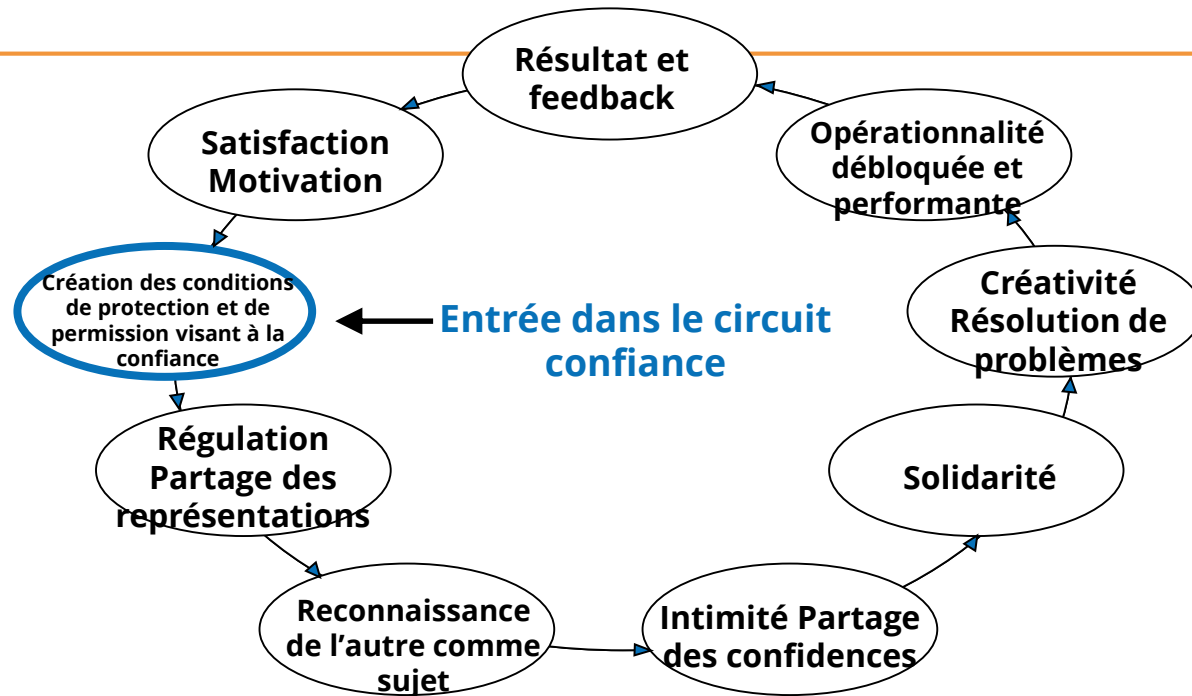 Résultat et
feedback
Satisfaction
Motivation
Opérationnalité
débloquée et
performante
Création des conditions
de protection et de
permission visant à la
confiance
Entrée dans le circuit
confiance
Créativité
Résolution de
problèmes
Régulation
Partage des
représentations
Solidarité
Reconnaissance
de l’autre comme
sujet
Intimité Partage
des confidences